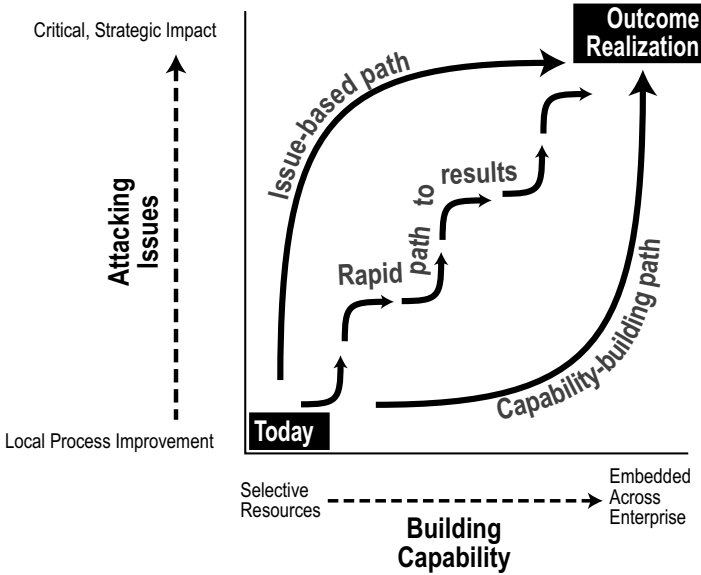 Critical, Strategic Impact
Outcome
Realization
Issue-based path
Attacking
Issues
Rapid path to results
Capability-building path
Local Process Improvement
Today
Selective
Resources
Embedded
Across
Enterprise
Building
Capability